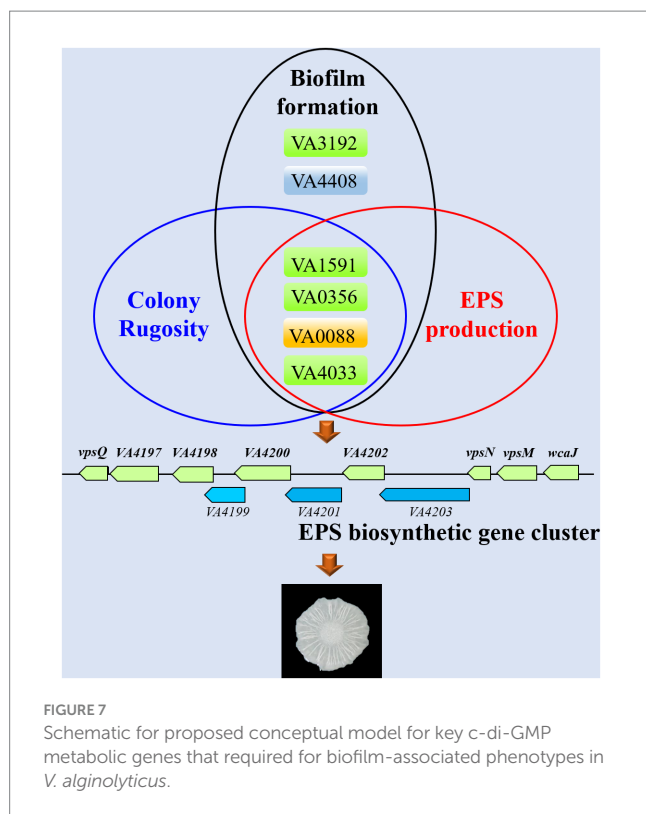 Biofilm
formation
VA3192
VA4408
VA1591
Colony
Rugosity
VA0356
EPS
production
VA0088
VA4033
vpsQ VA4197 VA4198 VA4200 VA4202 vpsN vpsM wcaJ
VA4199 VA4201 VA4203
EPS biosynthetic gene cluster
FIGURE 7
Schematic for proposed conceptual model for key c-di-GMP
metabolic genes that required for biofilm-associated phenotypes in
V. alginolyticus.